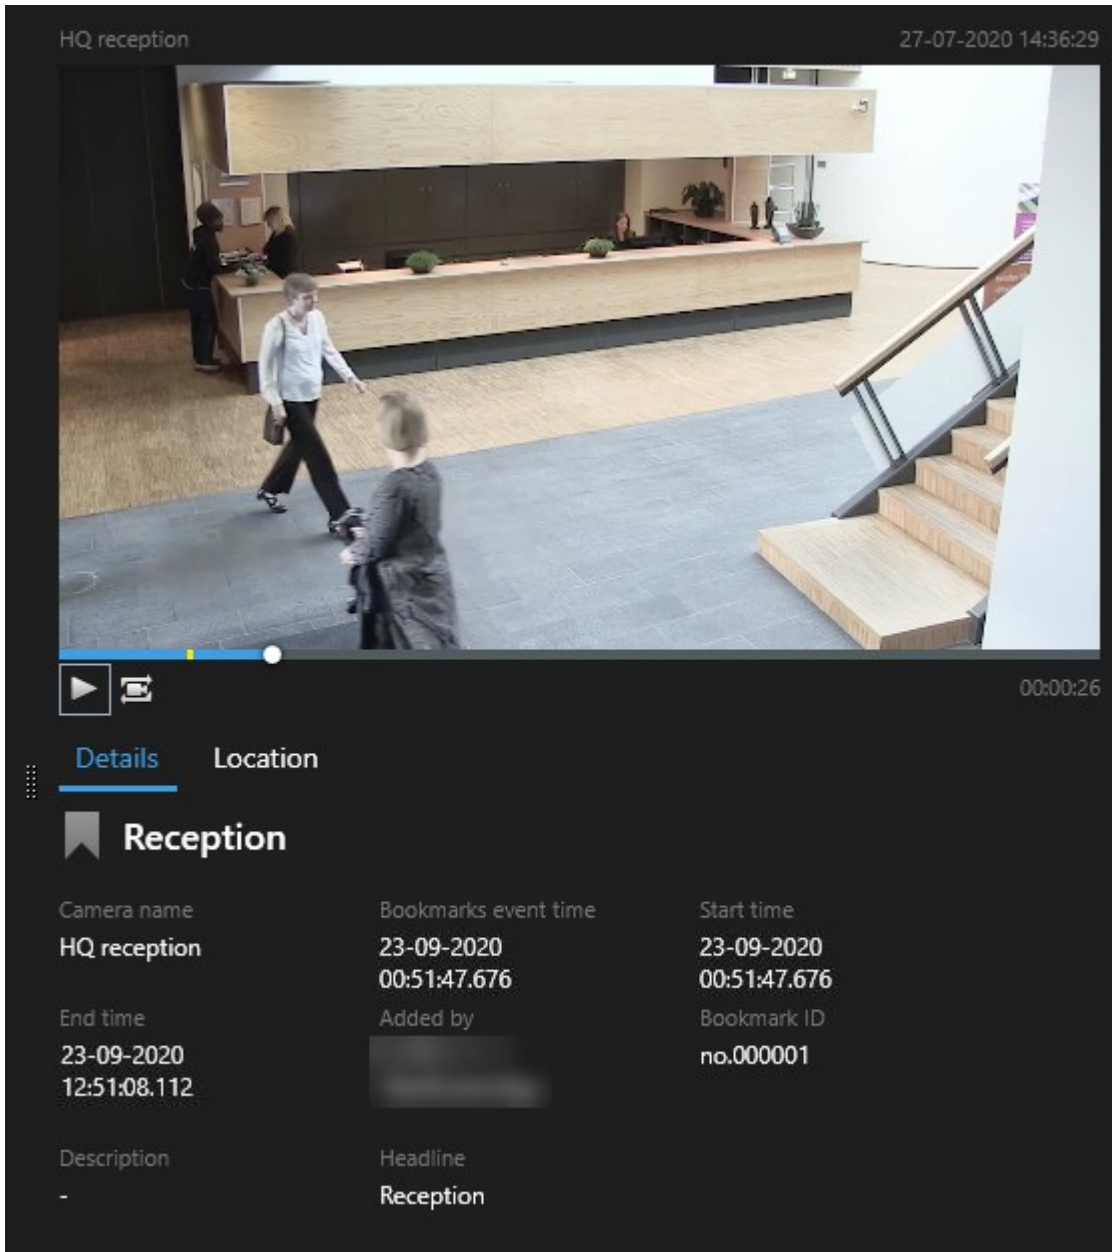 HQ reception
27-07-2020 14:36:29
00:00:26
Details
Location
Reception
Camera name
Bookmarks event time
Start time
HQ reception
23-09-2020
00:51:47.676
23-09-2020
00:51:47.676
End time
Added by
Bookmark ID
23-09-2020
12:51:08.112
no.000001
Description
Headline
-
Reception